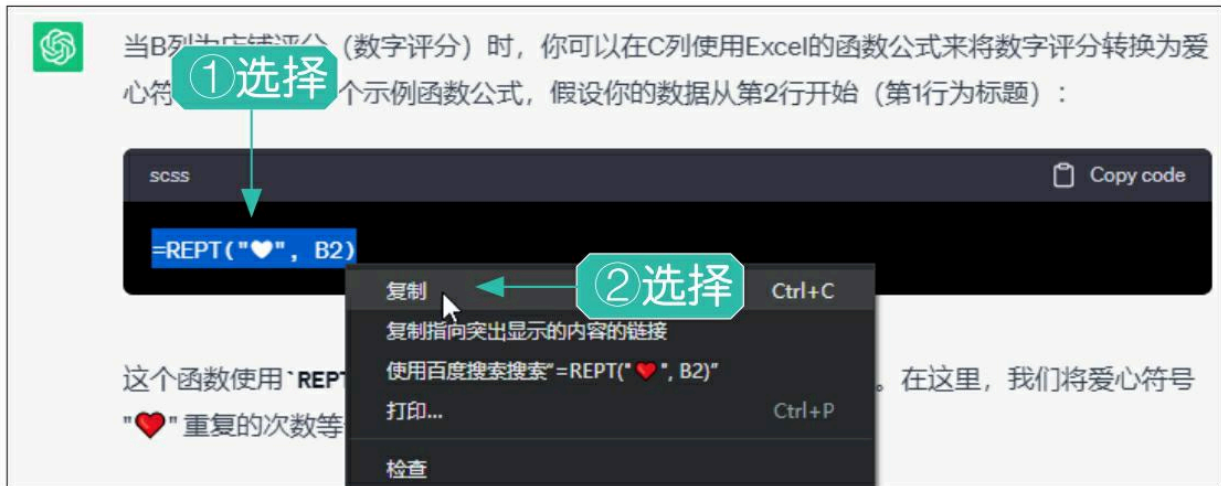 当B列为店铺评分（数字评分）时，你可以在C列使用Excel的函数公式来将数字评分转换为爱
①选择
心符 个示例函数公式，假设你的数据从第2行开始（第1行为标题）：
scss Copy code
=REPT("🤍", B2)
复制 Ctrl+C
②选择
复制指向突出显示的内容的链接
使用百度搜索搜索"=REPT("❤️", B2)"
这个函数使用`REPT 。在这里，我们将爱心符号
打印... Ctrl+P
"❤️"重复的次数等
检查